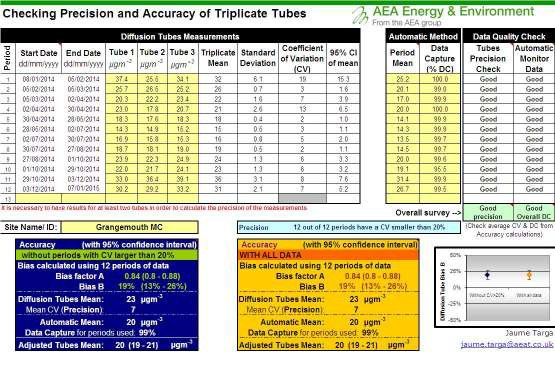 Checking Precision and Accuracy of Triplicate Tubes
AEA Energy & Environment
From the AEA group
Diffusion Tubes Measurements Automatic Method Data Quality Check
Period Start Date dd/mm/yyyy End Date dd/mm/yyyy Tube 1 µgm⁻³ Tube 2 µgm⁻³ Tube 3 µgm⁻³ Triplicate Mean Standard Deviation Coefficient of Variation (CV) 95% CI of mean Period Mean Data Capture (% DC) Tubes Precision Check Automatic Monitor Data
1 08/01/2014 05/02/2014 37.4 25.5 34.1 32 6.1 19 15.3 25.2 100.0 Good Good
2 05/02/2014 05/03/2014 25.7 26.5 25.2 26 0.7 3 1.6 20.1 99.0 Good Good
3 05/03/2014 02/04/2014 20.3 22.2 23.4 22 1.6 7 3.9 17.0 99.9 Good Good
4 02/04/2014 30/04/2014 23.0 17.8 20.7 21 2.6 13 6.5 20.0 100.0 Good Good
5 30/04/2014 28/05/2014 18.3 17.6 18.3 18 0.4 2 1.0 14.1 99.0 Good Good
6 28/05/2014 02/07/2014 14.3 14.9 15.2 15 0.5 3 1.1 14.3 99.9 Good Good
7 02/07/2014 30/07/2014 16.9 15.8 15.3 16 0.8 5 2.0 13.9 99.7 Good Good
8 30/07/2014 27/08/2014 18.7 18.1 19.0 19 0.5 2 1.1 14.5 99.7 Good Good
9 27/08/2014 01/10/2014 23.9 22.3 24.9 24 1.3 6 3.3 20.0 99.6 Good Good
10 01/10/2014 29/10/2014 22.0 21.7 24.1 23 1.3 6 3.2 19.1 95.5 Good Good
11 29/10/2014 03/12/2014 33.0 36.4 39.1 36 3.1 9 7.6 31.4 99.9 Good Good
12 03/12/2014 07/01/2015 30.2 29.2 33.2 31 2.1 7 5.2 26.7 99.5 Good Good
13
It is necessary to have results for at least two tubes in order to calculate the precision of the measurements.
Overall survey --> Good precision Good Overall DC
Site Name/ ID: Grangemouth MC
Precision 12 out of 12 periods have a CV smaller than 20%
(Check average CV & DC from Accuracy calculations)
Accuracy (with 95% confidence interval)
without periods with CV larger than 20%
Bias calculated using 12 periods of data
Bias factor A 0.84 (0.8 - 0.88)
Bias B 19% (13% - 26%)
Diffusion Tubes Mean: 23 µgm⁻³
Mean CV (Precision): 7
Automatic Mean: 20 µgm⁻³
Data Capture for periods used: 99%
Adjusted Tubes Mean: 20 (19 - 21) µgm⁻³
Accuracy (with 95% confidence interval)
WITH ALL DATA
Bias calculated using 12 periods of data
Bias factor A 0.84 (0.8 - 0.88)
Bias B 19% (13% - 26%)
Diffusion Tubes Mean: 23 µgm⁻³
Mean CV (Precision): 7
Automatic Mean: 20 µgm⁻³
Data Capture for periods used: 99%
Adjusted Tubes Mean: 20 (19 - 21) µgm⁻³
Diffusion Tube Bias B
50%
25%
0%
-25%
-50%
Without CV>20% With all data
Jaume Targa
jaume.targa@aeat.co.uk